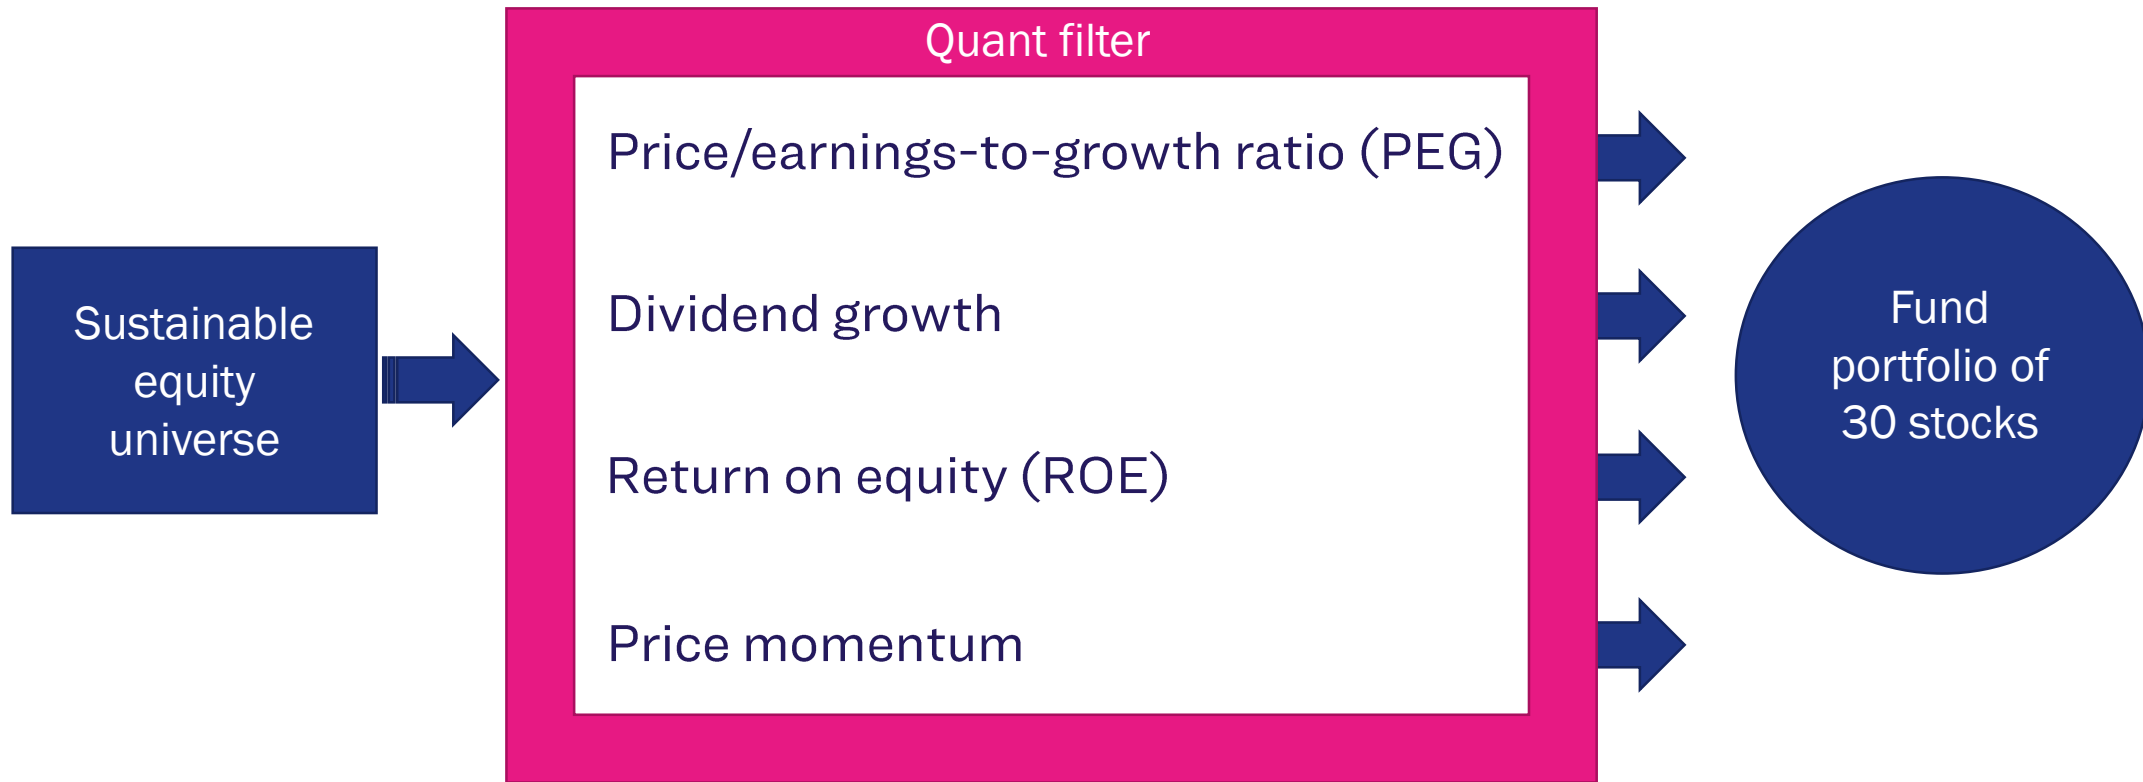 Quant filter
Sustainable
equity
universe
Price/earnings-to-growth ratio (PEG)
Dividend growth
Return on equity (ROE)
Price momentum
Fund
portfolio of
30 stocks